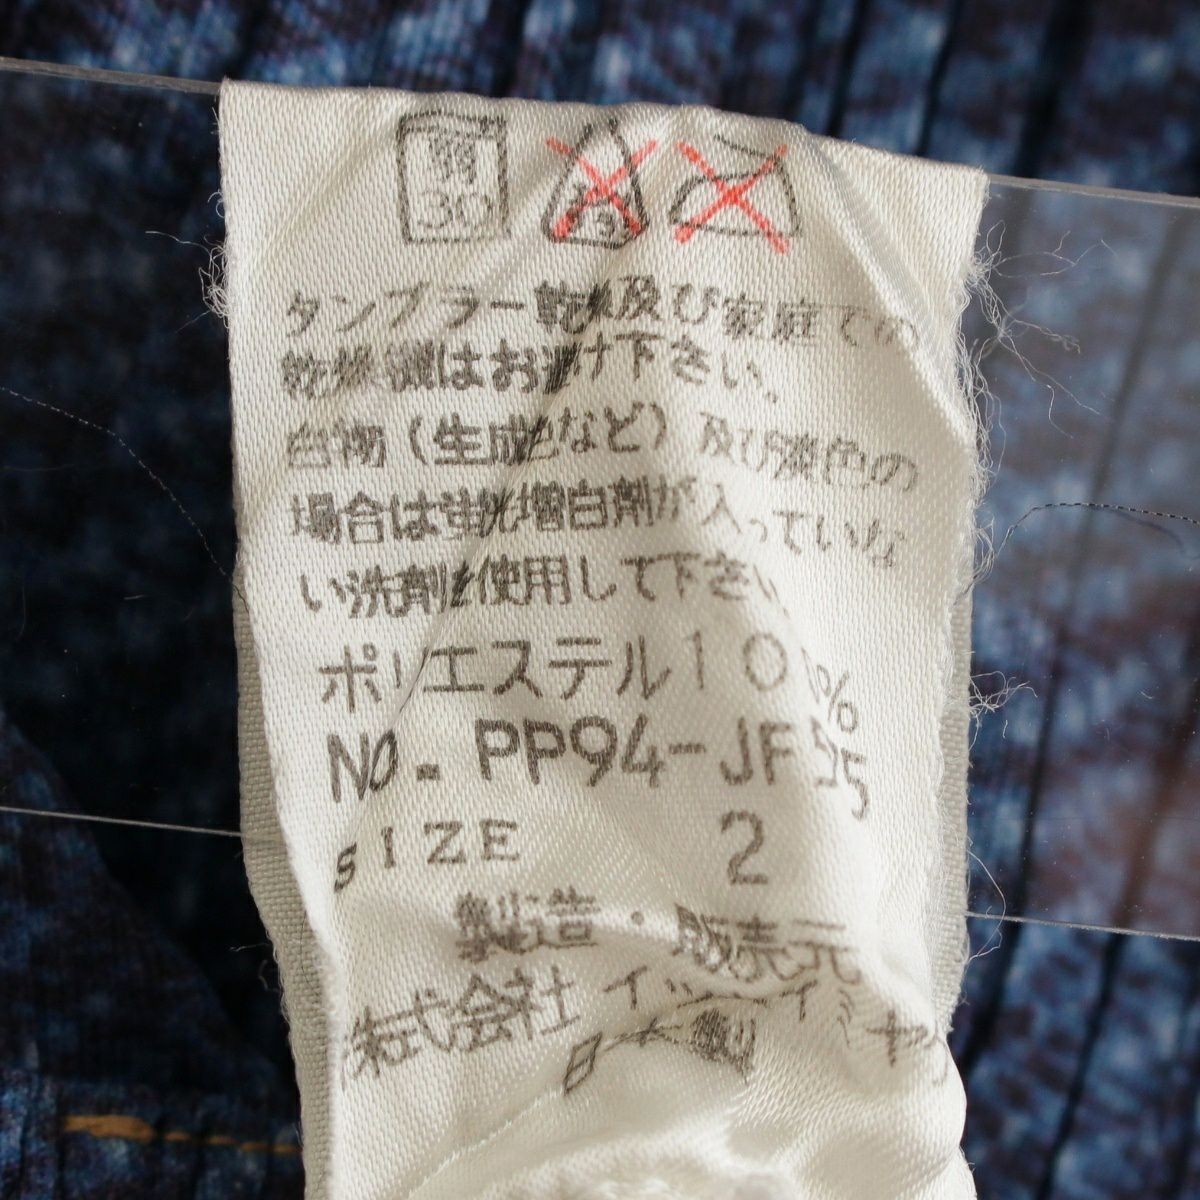 弱
30
タンブラー乾燥及び家庭での
乾燥機はお避け下さい。
白物（生成色など）及び淡色の
場合は蛍光増白剤が入っていな
い洗剤を使用して下さい
ポリエステル100%
NO. PP94-JF
SIZE 2
製造・販売元
株式会社イッセイミヤケ
日本製